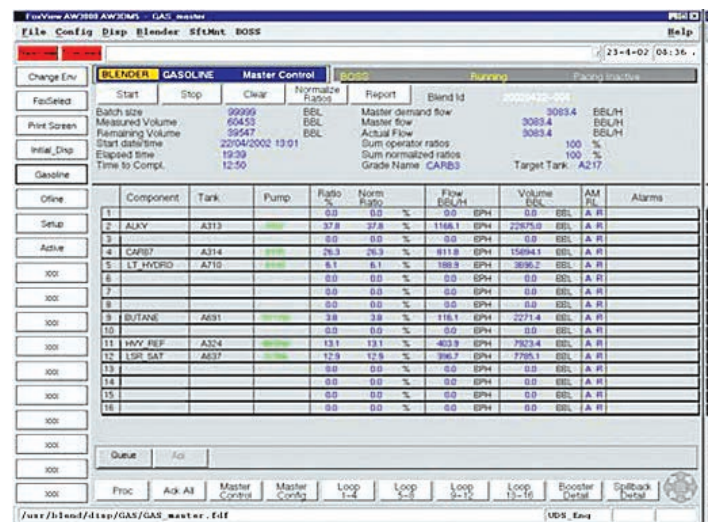 FoxView AW3000 AW3DMS - GAS_master
File Config Disp Blender SftMnt BOSS Help
23-4-02 04:36
Change Env
FoxSelect
Print Screen
Initial_Disp
Gasoline
Ofline
Setup
Active
xxx
xxx
xxx
xxx
xxx
xxx
xxx
xxx
xxx
BLENDER GASOLINE Master Control BOSS Running Pacing Inactive
Start Stop Clear Normalize Ratios Report Blend Id
Batch size 99999 BBL Master demand flow 3083.4 BBL/H
Measured Volume 60453 BBL Master flow 3083.4 BBL/H
Remaining Volume 39547 BBL Actual Flow 3083.4 BBL/H
Start date/time 22/04/2002 13:01 Sum operator ratios 100 %
Elapsed time 19:39 Sum normalized ratios 100 %
Time to Compl. 12:50 Grade Name CARB3 Target Tank A217
Component Tank Pump Ratio % Norm Ratio Flow BBL/H Volume BBL AM RL Alarms
1 0.0 0.0 % 0.0 BPH 0.0 BBL A R
2 ALKY A313 37.8 37.8 % 1166.1 BPH 22875.0 BBL A R
3 0.0 0.0 % 0.0 BPH 0.0 BBL A R
4 CARB7 A314 26.3 26.3 % 811.8 BPH 15894.1 BBL A R
5 LT_HYDRO A710 6.1 6.1 % 188.9 BPH 3696.2 BBL A R
6 0.0 0.0 % 0.0 BPH 0.0 BBL A R
7 0.0 0.0 % 0.0 BPH 0.0 BBL A R
8 0.0 0.0 % 0.0 BPH 0.0 BBL A R
9 BUTANE A691 3.8 3.8 % 116.1 BPH 2271.4 BBL A R
10 0.0 0.0 % 0.0 BPH 0.0 BBL A R
11 HVY_REF A324 13.1 13.1 % 403.9 BPH 7923.4 BBL A R
12 LSR_SAT A637 12.9 12.9 % 396.7 BPH 7785.1 BBL A R
13 0.0 0.0 % 0.0 BPH 0.0 BBL A R
14 0.0 0.0 % 0.0 BPH 0.0 BBL A R
15 0.0 0.0 % 0.0 BPH 0.0 BBL A R
16 0.0 0.0 % 0.0 BPH 0.0 BBL A R
Queue Ack
Proc Ack All Master Control Master Config Loop 1-4 Loop 5-8 Loop 9-12 Loop 13-16 Booster Detail Spillback Detail
/usr/blend/disp/GAS/GAS_master.fdf UDS_Eng